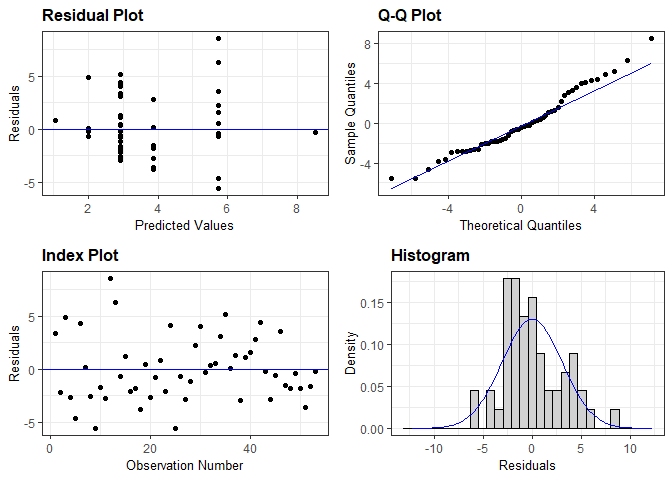 Residual Plot
Residuals
5
0
-5
2
4
6
8
Predicted Values
Q-Q Plot
Sample Quantiles
8
4
0
-4
-4
0
4
Theoretical Quantiles
Index Plot
Residuals
5
0
-5
0
20
40
Observation Number
Histogram
Density
0.15
0.10
0.05
0.00
-10
-5
0
5
10
Residuals